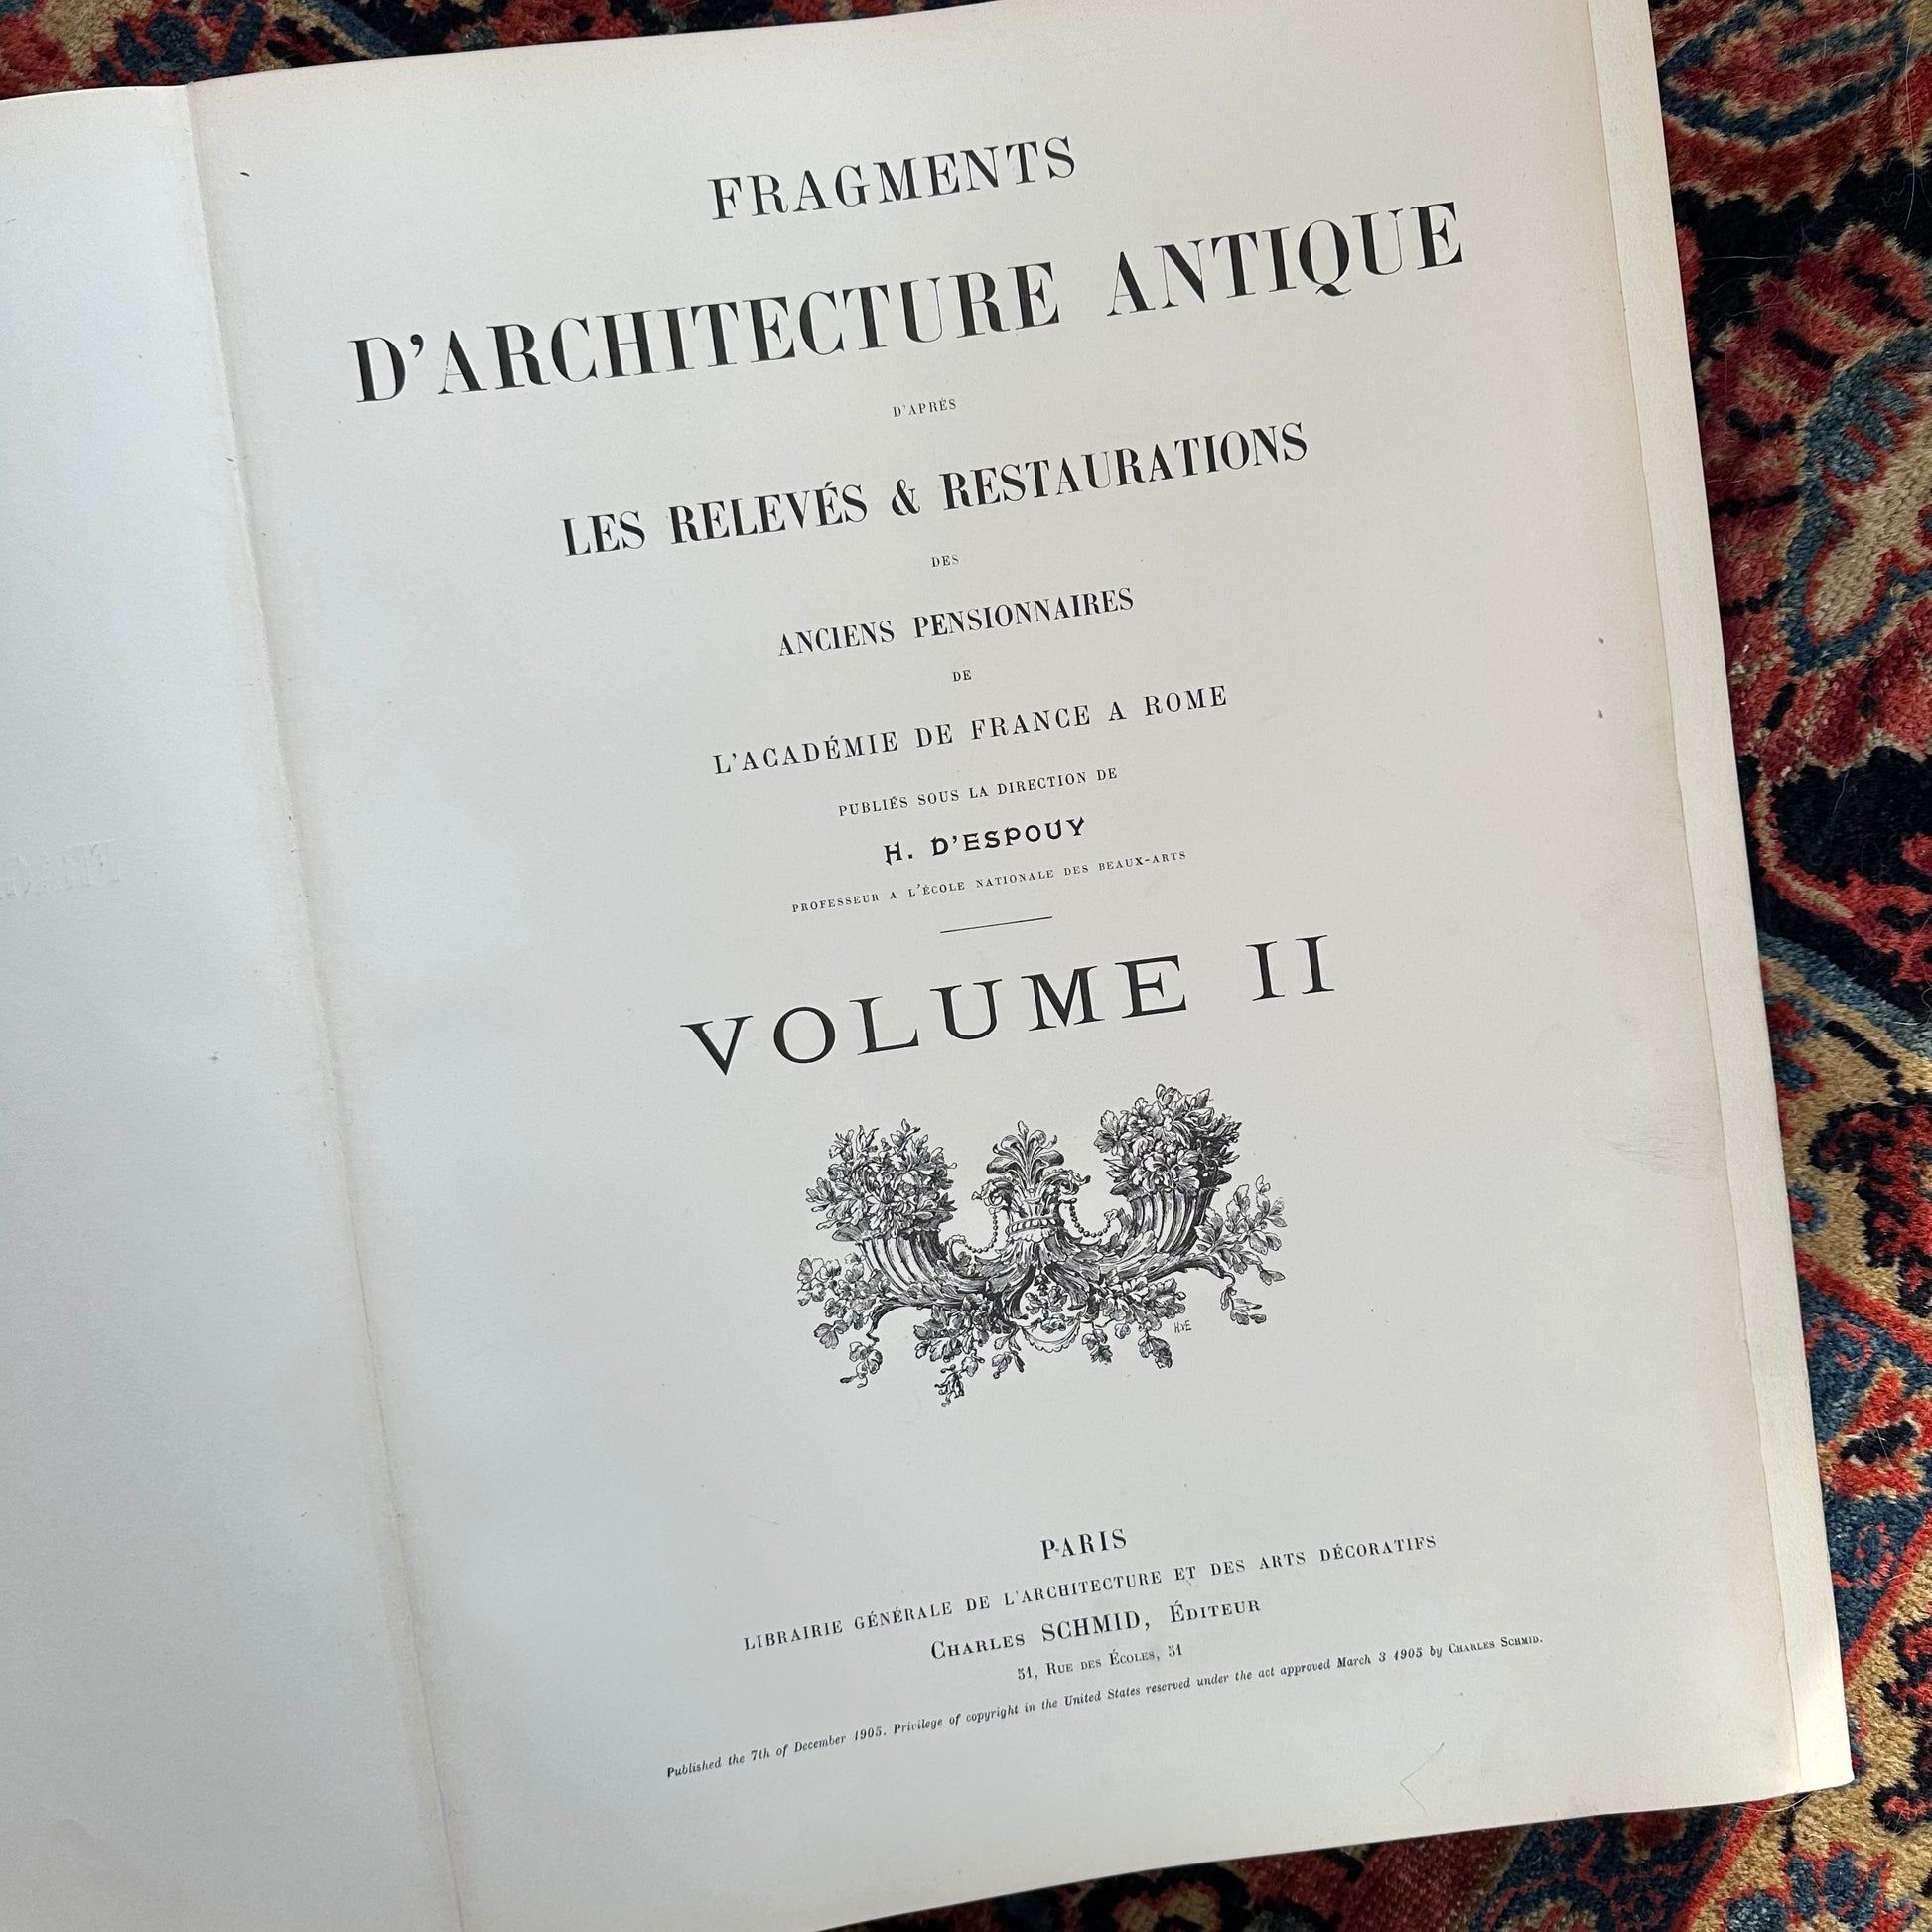 FRAGMENTS
D'ARCHITECTURE ANTIQUE
D'APRÈS
LES RELEVÉS & RESTAURATIONS
DES
ANCIENS PENSIONNAIRES
DE
L'ACADÉMIE DE FRANCE A ROME
PUBLIÉS SOUS LA DIRECTION DE
H. D'ESPOUY
PROFESSEUR A L'ÉCOLE NATIONALE DES BEAUX-ARTS
VOLUME II
PARIS
LIBRAIRIE GÉNÉRALE DE L'ARCHITECTURE ET DES ARTS DÉCORATIFS
CHARLES SCHMID, ÉDITEUR
51, RUE DES ÉCOLES, 51
Published the 7th of December 1905. Privilege of copyright in the United States reserved under the act approved March 3 1905 by CHARLES SCHMID.